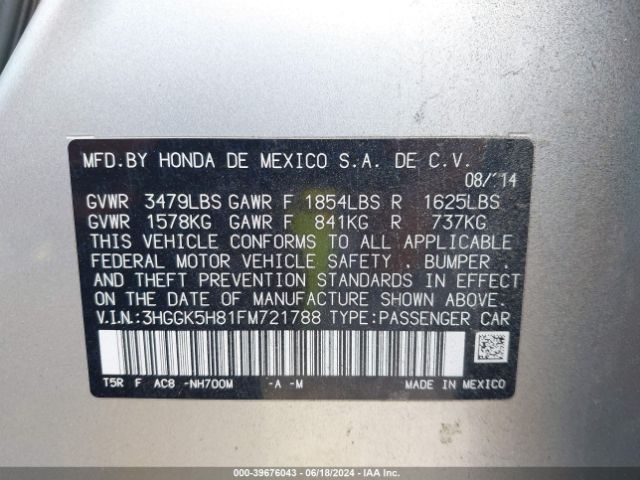 MFD.BY HONDA DE MEXICO S.A. DE C.V.
08/'14
GVWR 3479LBS GAWR F 1854LBS R 1625LBS
GVWR 1578KG GAWR F 841KG R 737KG
THIS VEHICLE CONFORMS TO ALL APPLICABLE
FEDERAL MOTOR VEHICLE SAFETY , BUMPER ,
AND THEFT PREVENTION STANDARDS IN EFFECT
ON THE DATE OF MANUFACTURE SHOWN ABOVE.
V.I.N.:3HGGK5H81FM721788 TYPE:PASSENGER CAR
T5R F AC8 -NH700M -A -M MADE IN MEXICO
000-39676043 / 06/18/2024 - IAA Inc.